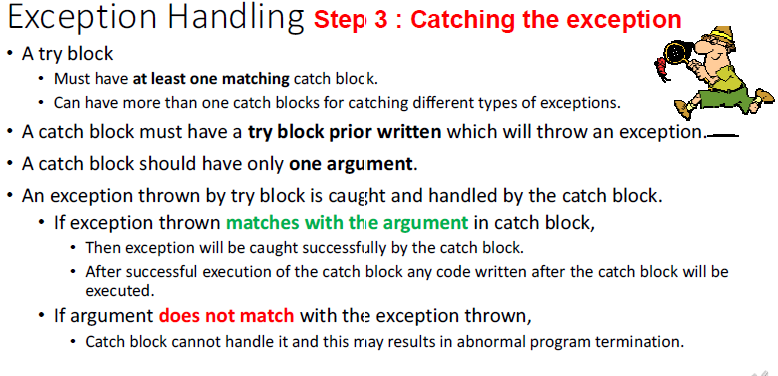 Exception Handling Step 3 : Catching the exception
• A try block
• Must have at least one matching catch block.
• Can have more than one catch blocks for catching different types of exceptions.
• A catch block must have a try block prior written which will throw an exception.
• A catch block should have only one argument.
• An exception thrown by try block is caught and handled by the catch block.
• If exception thrown matches with the argument in catch block,
• Then exception will be caught successfully by the catch block.
• After successful execution of the catch block any code written after the catch block will be
executed.
• If argument does not match with the exception thrown,
• Catch block cannot handle it and this may results in abnormal program termination.